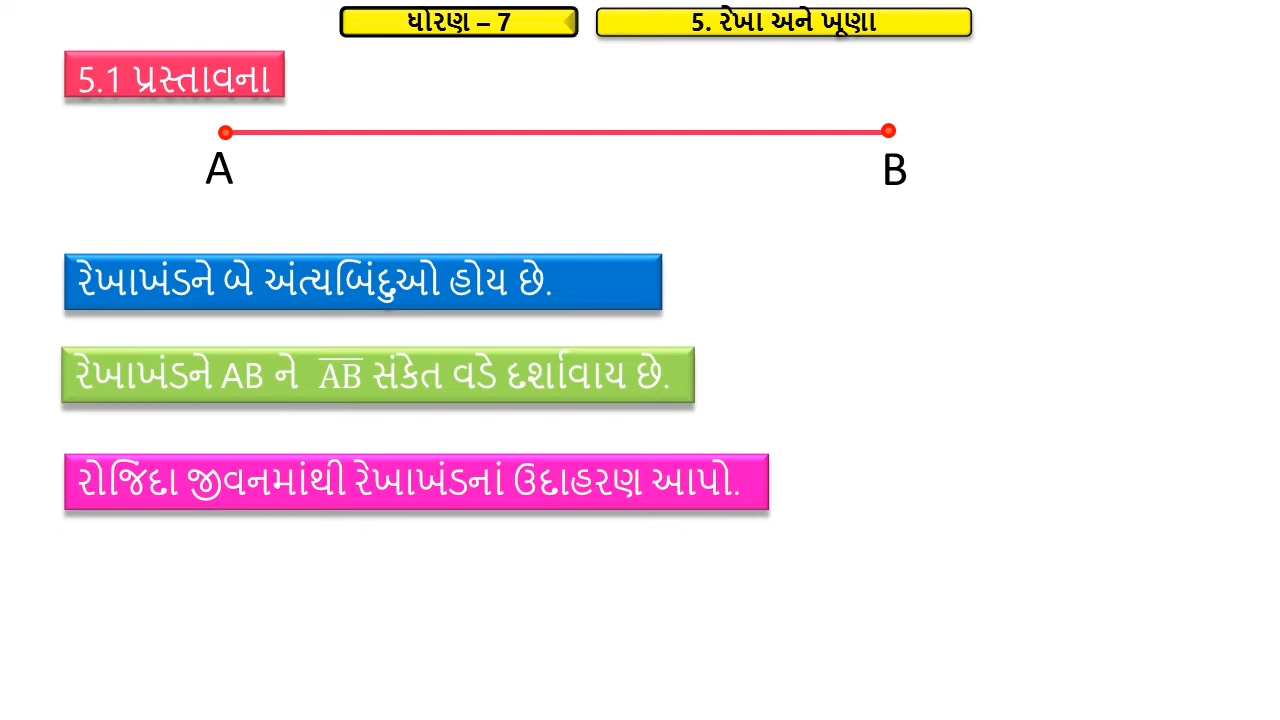 ધોરણ – 7
5. રેખા અને ખૂણા
5.1 પ્રસ્તાવના
A
B
રેખાખંડને બે અંત્યબિંદુઓ હોય છે.
રેખાખંડને AB ને A̅B̅ સંકેત વડે દર્શાવાય છે.
રોજિંદા જીવનમાંથી રેખાખંડનાં ઉદાહરણ આપો.